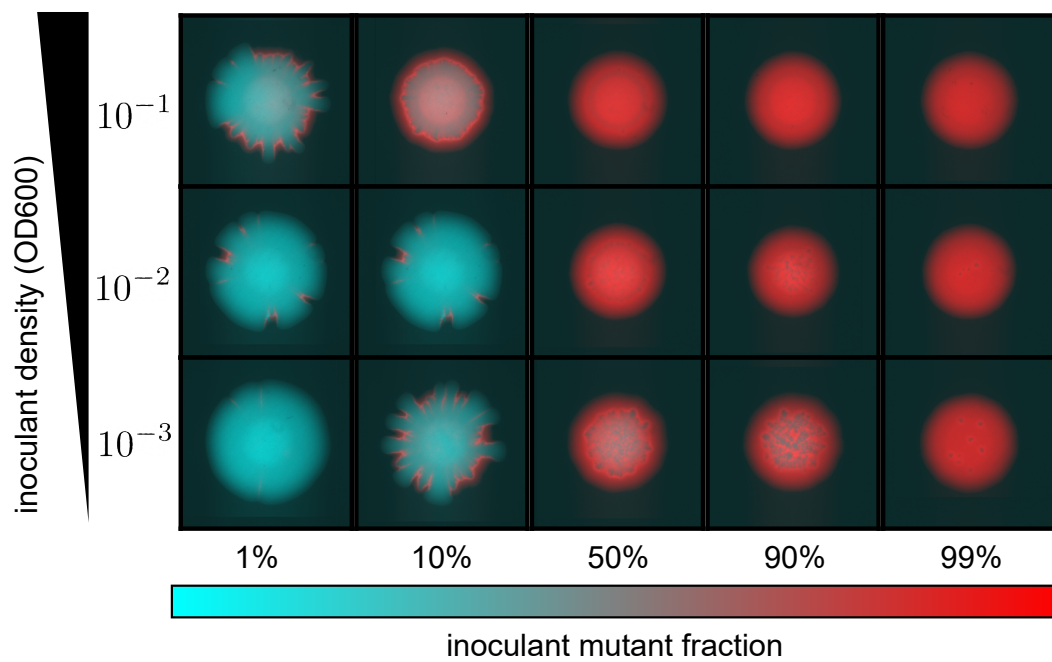 inoculant density (OD600)
10⁻¹
10⁻²
10⁻³
1% 10% 50% 90% 99%
inoculant mutant fraction